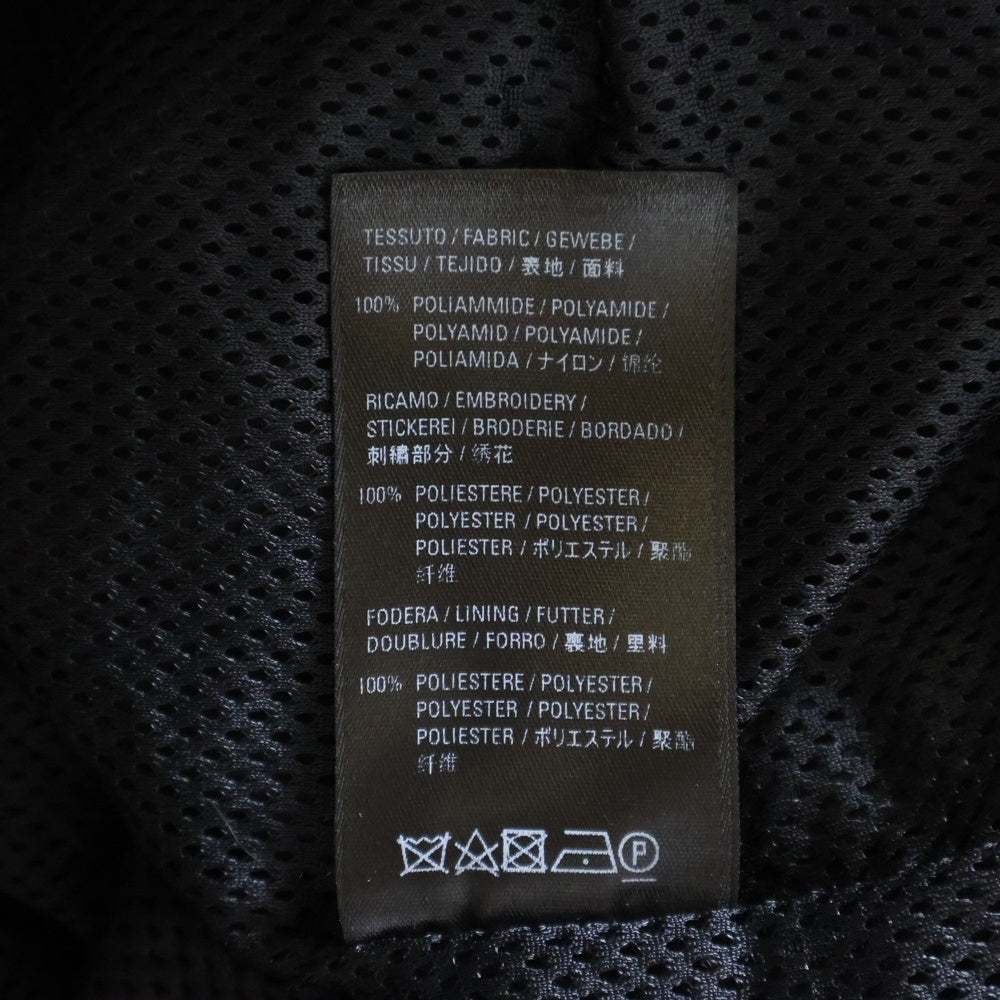 TESSUTO / FABRIC / GEWEBE /
TISSU / TEJIDO / 表地 / 面料
100% POLIAMMIDE / POLYAMIDE /
POLYAMID / POLYAMIDE /
POLIAMIDA / ナイロン / 锦纶
RICAMO / EMBROIDERY /
STICKEREI / BRODERIE / BORDADO /
刺繍部分 / 绣花
100% POLIESTERE / POLYESTER /
POLYESTER / POLYESTER /
POLIESTER / ポリエステル / 聚酯
纤维
FODERA / LINING / FUTTER /
DOUBLURE / FORRO / 裏地 / 里料
100% POLIESTERE / POLYESTER /
POLYESTER / POLYESTER /
POLIESTER / ポリエステル / 聚酯
纤维
P